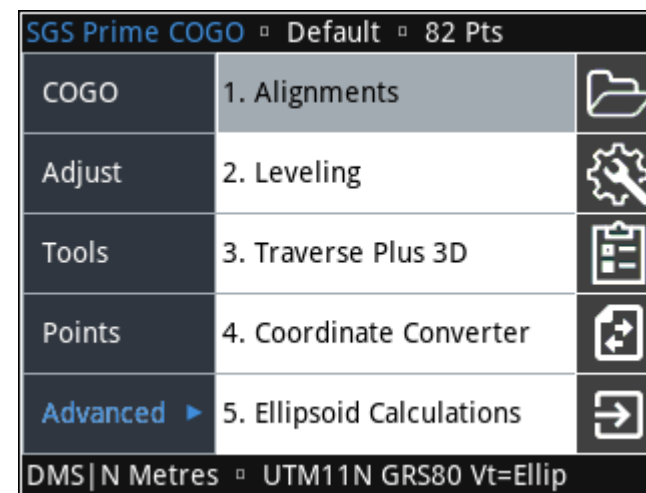 SGS Prime COGO ▫ Default ▫ 82 Pts
COGO
1. Alignments
Adjust
2. Leveling
Tools
3. Traverse Plus 3D
Points
4. Coordinate Converter
Advanced ►
5. Ellipsoid Calculations
DMS|N Metres ▫ UTM11N GRS80 Vt=Ellip